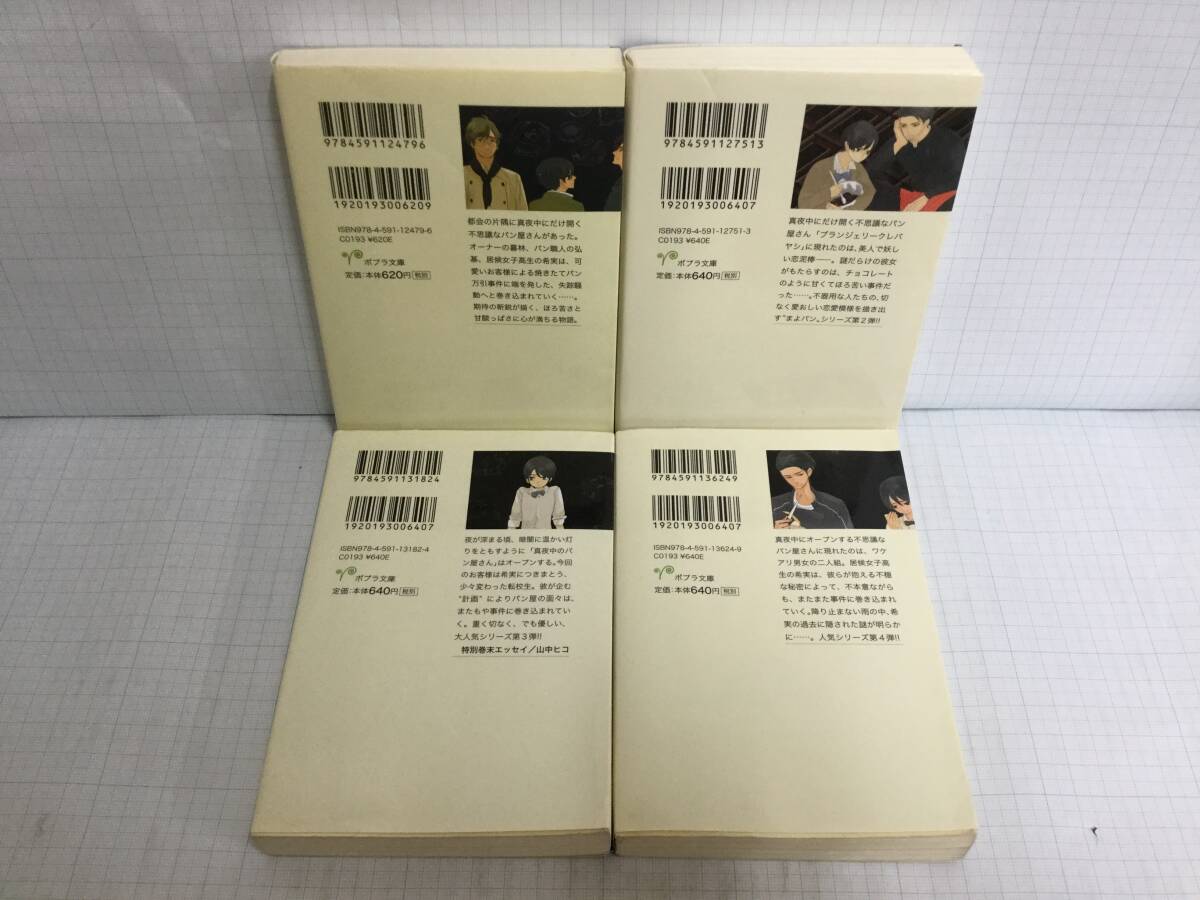 9784591124796
1920193006209
ISBN978-4-591-12479-6
C0193 ¥620E
ポプラ文庫
定価:本体620円 税別
都会の片隅に真夜中にだけ開く
不思議なパン屋さんがあった。
オーナーの暮林、パン職人の弘
基、居候女子高生の希実は、可
愛いお客様による焼きたてパン
万引事件に端を発した、失踪騒
動へと巻き込まれていく……。
期待の新鋭が描く、ほろ苦さと
甘酸っぱさに心が満ちる物語。
9784591127513
1920193006407
ISBN978-4-591-12751-3
C0193 ¥640E
ポプラ文庫
定価:本体640円 税別
真夜中にだけ開く不思議なパン
屋さん「ブランジェリークレバ
ヤシ」に現れたのは、美人で妖し
い恋泥棒──。謎だらけの彼女
がもたらすのは、チョコレート
のように甘くてほろ苦い事件だ
った……。不器用な人たちの、切
なく愛おしい恋愛模様を描き出
す“まよパン。シリーズ第2弾!!
9784591131824
1920193006407
ISBN978-4-591-13182-4
C0193 ¥640E
ポプラ文庫
定価:本体640円 税別
夜が深まる頃、暗闇に温かい灯
りをともすように「真夜中のパ
ン屋さん」はオープンする。今回
のお客様は希実につきまとう、
少々変わった転校生。彼が企む
“計画”によりパン屋の面々は、
またもや事件に巻き込まれてい
く。重く切なく、でも優しい、
大人気シリーズ第3弾!!
特別巻末エッセイ/山中ヒコ
9784591136249
1920193006407
ISBN978-4-591-13624-9
C0193 ¥640E
ポプラ文庫
定価:本体640円 税別
真夜中にオープンする不思議な
パン屋さんに現れたのは、ワケ
アリ男女の二人組。居候女子高
生の希実は、彼らが抱える不穏
な秘密によって、不本意ながら
も、またまた事件に巻き込まれ
ていく。降り止まない雨の中、希
実の過去に隠された謎が明らか
に……。人気シリーズ第4弾!!